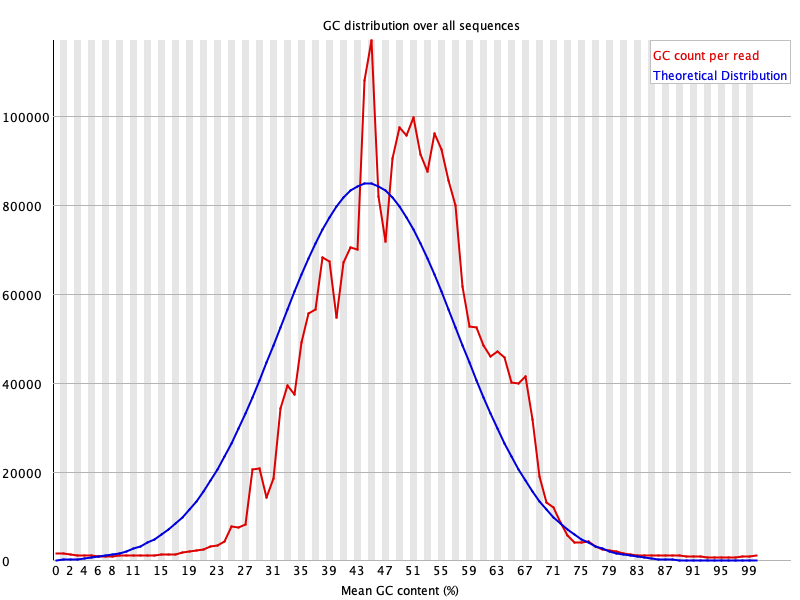 GC distribution over all sequences
GC count per read
Theoretical Distribution
100000
80000
60000
40000
20000
0
0 2 4 6 8 11 15 19 23 27 31 35 39 43 47 51 55 59 63 67 71 75 79 83 87 91 95 99
Mean GC content (%)